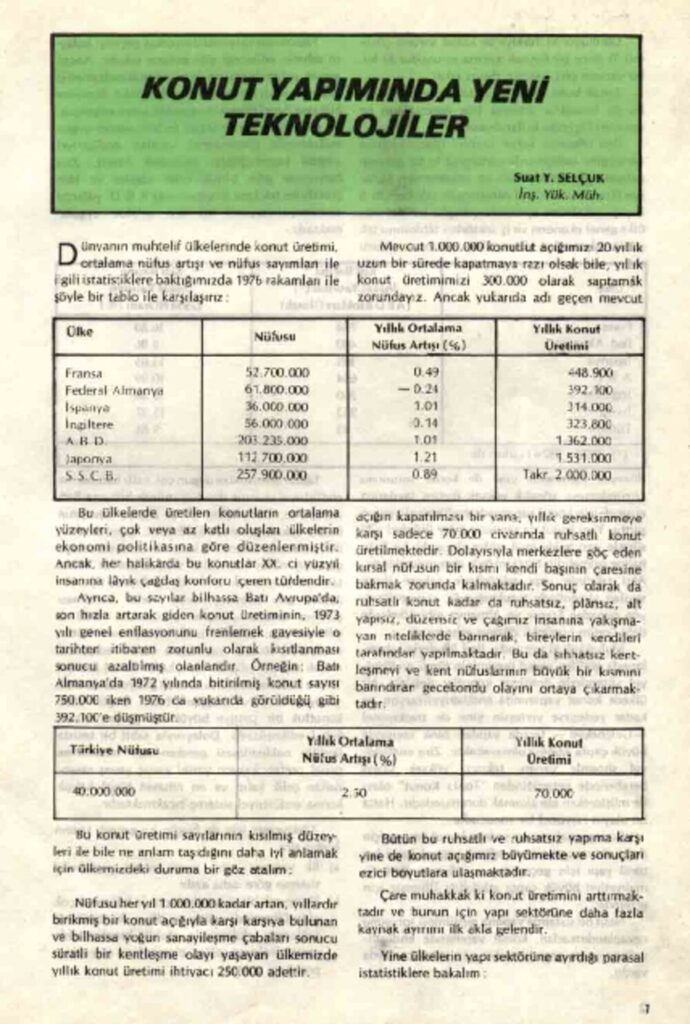 KONUT YAPIMINDA YENİ
TEKNOLOJİLER
Suat Y. SELÇUK
İnş. Yük. Müh.
Dünyanın muhtelif ülkelerinde konut üretimi,
ortalama nüfus artışı ve nüfus sayımları ile
ilgili istatistiklere baktığımızda 1976 rakamları ile
şöyle bir tablo ile karşılaşırız :
Mevcut 1.000.000 konutluk açığımızı 20 yıllık
uzun bir sürede kapatmaya razı olsak bile, yıllık
konut üretimimizi 300.000 olarak saptamak
zorundayız. Ancak yukarıda adı geçen mevcut
Ülke Nüfusu Yıllık Ortalama Nüfus Artışı (%) Yıllık Konut Üretimi
Fransa 52.700.000 0.49 448.900
Federal Almanya 61.800.000 — 0.24 392.100
İspanya 36.000.000 1.01 314.000
İngiltere 56.000.000 0.14 323.800
A. B. D. 203.235.000 1.01 1.362.000
Japonya 112.700.000 1.21 1.531.000
S. S. C. B. 257.900.000 0.89 Takr. 2.000.000
Bu ülkelerde üretilen konutların ortalama
yüzeyleri, çok veya az katlı oluşları ülkelerin
ekonomi politikasına göre düzenlenmiştir.
Ancak, her halikârda bu konutlar XX. ci yüzyıl
insanına lâyık çağdaş konforu içeren türdendir.
Ayrıca, bu sayılar bilhassa Batı Avrupa'da,
son hızla artarak giden konut üretiminin, 1973
yılı genel enflasyonunu frenlemek gayesiyle o
tarihten itibaren zorunlu olarak kısıtlanması
sonucu azaltılmış olanlarıdır. Örneğin: Batı
Almanya'da 1972 yılında bitirilmiş konut sayısı
750.000 iken 1976 da yukarıda görüldüğü gibi
392.100'e düşmüştür.
açığın kapatılması bir yana, yıllık gereksinmeye
karşı sadece 70.000 civarında ruhsatlı konut
üretilmektedir. Dolayısıyla merkezlere göç eden
kırsal nüfusun bir kısmı kendi başının çaresine
bakmak zorunda kalmaktadır. Sonuç olarak da
ruhsatlı konut kadar da ruhsatsız, plânsız, alt
yapısız, düzensiz ve çağımız insanına yakışma-
yan niteliklerde barınarak, bireylerin kendileri
tarafından yapılmaktadır. Bu da sıhhatsiz kent-
leşmeyi ve kent nüfuslarının büyük bir kısmını
barındıran gecekondu olayını ortaya çıkarmak-
tadır.
Türkiye Nüfusu Yıllık Ortalama Nüfus Artışı (%) Yıllık Konut Üretimi
40.000.000 2.50 70.000
Bu konut üretimi sayılarının kısılmış düzey-
leri ile bile ne anlam taşıdığını daha iyi anlamak
için ülkemizdeki duruma bir göz atalım :
Nüfusu her yıl 1.000.000 kadar artan, yıllardır
birikmiş bir konut açığıyla karşı karşıya bulunan
ve bilhassa yoğun sanayileşme çabaları sonucu
süratli bir kentleşme olayı yaşayan ülkemizde
yıllık konut üretimi ihtiyacı 250.000 adettir.
Bütün bu ruhsatlı ve ruhsatsız yapıma karşı
yine de konut açığımız büyümekte ve sonuçları
ezici boyutlara ulaşmaktadır.
Çare muhakkak ki konut üretimini arttırmak-
tadır ve bunun için yapı sektörüne daha fazla
kaynak ayırımı ilk akla gelendir.
Yine ülkelerin yapı sektörüne ayırdığı parasal
istatistiklere bakalım :